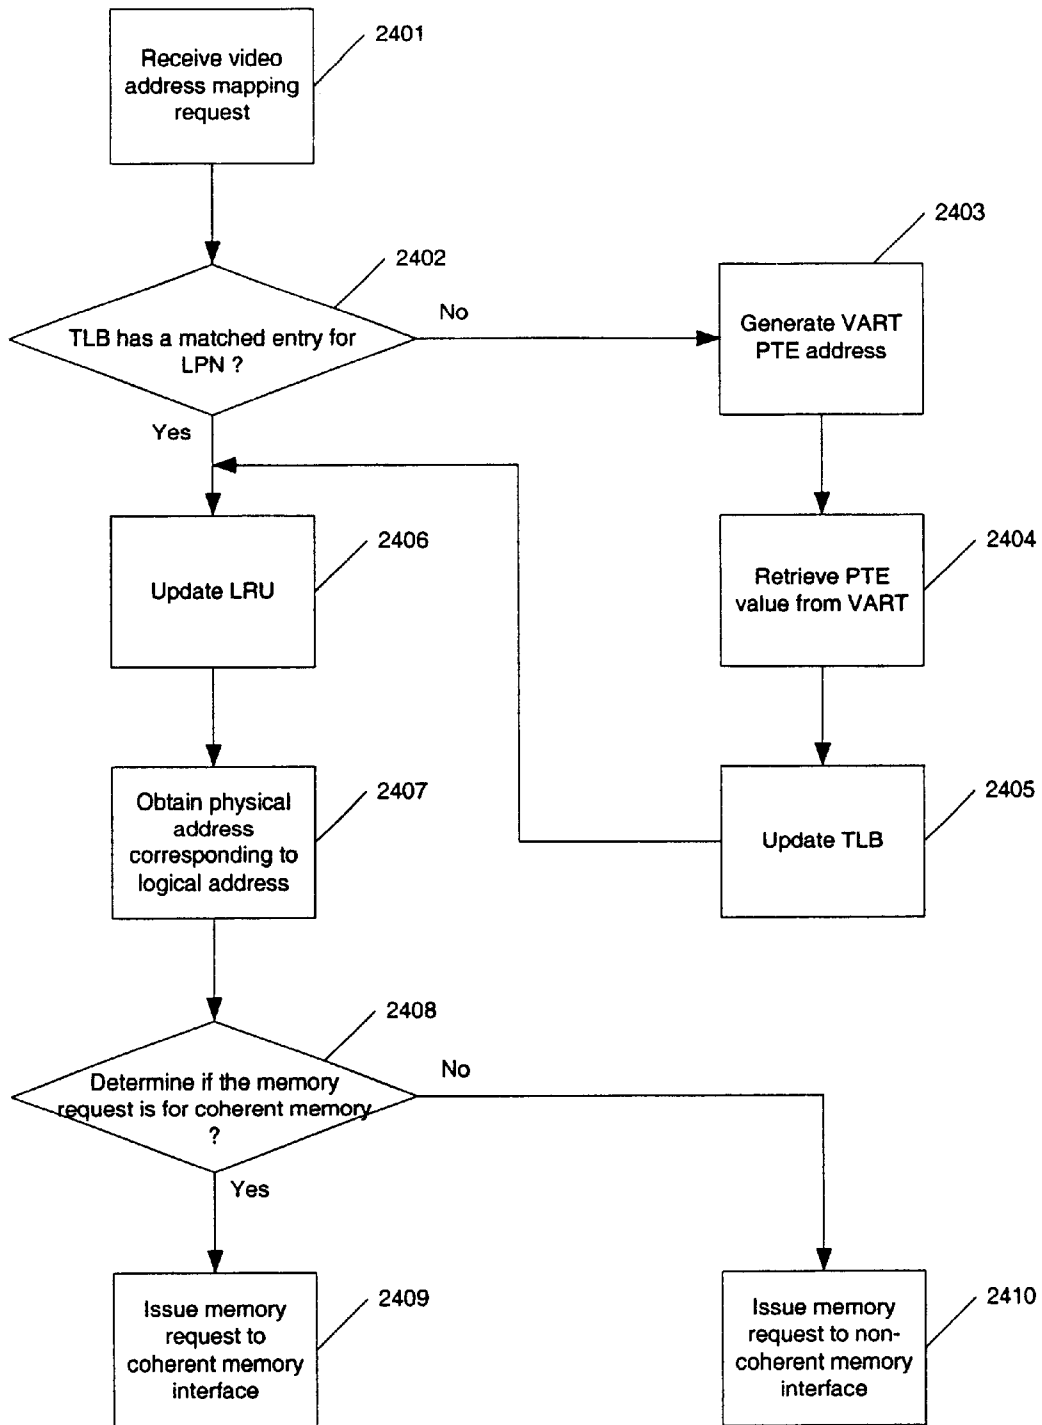 Receive video
address mapping
request
2401
TLB has a matched entry for
LPN ?
2402
No
Yes
Generate VART
PTE address
2403
Retrieve PTE
value from VART
2404
Update TLB
2405
Update LRU
2406
Obtain physical
address
corresponding to
logical address
2407
Determine if the memory
request is for coherent memory
?
2408
No
Yes
Issue memory
request to
coherent memory
interface
2409
Issue memory
request to non-
coherent memory
interface
2410